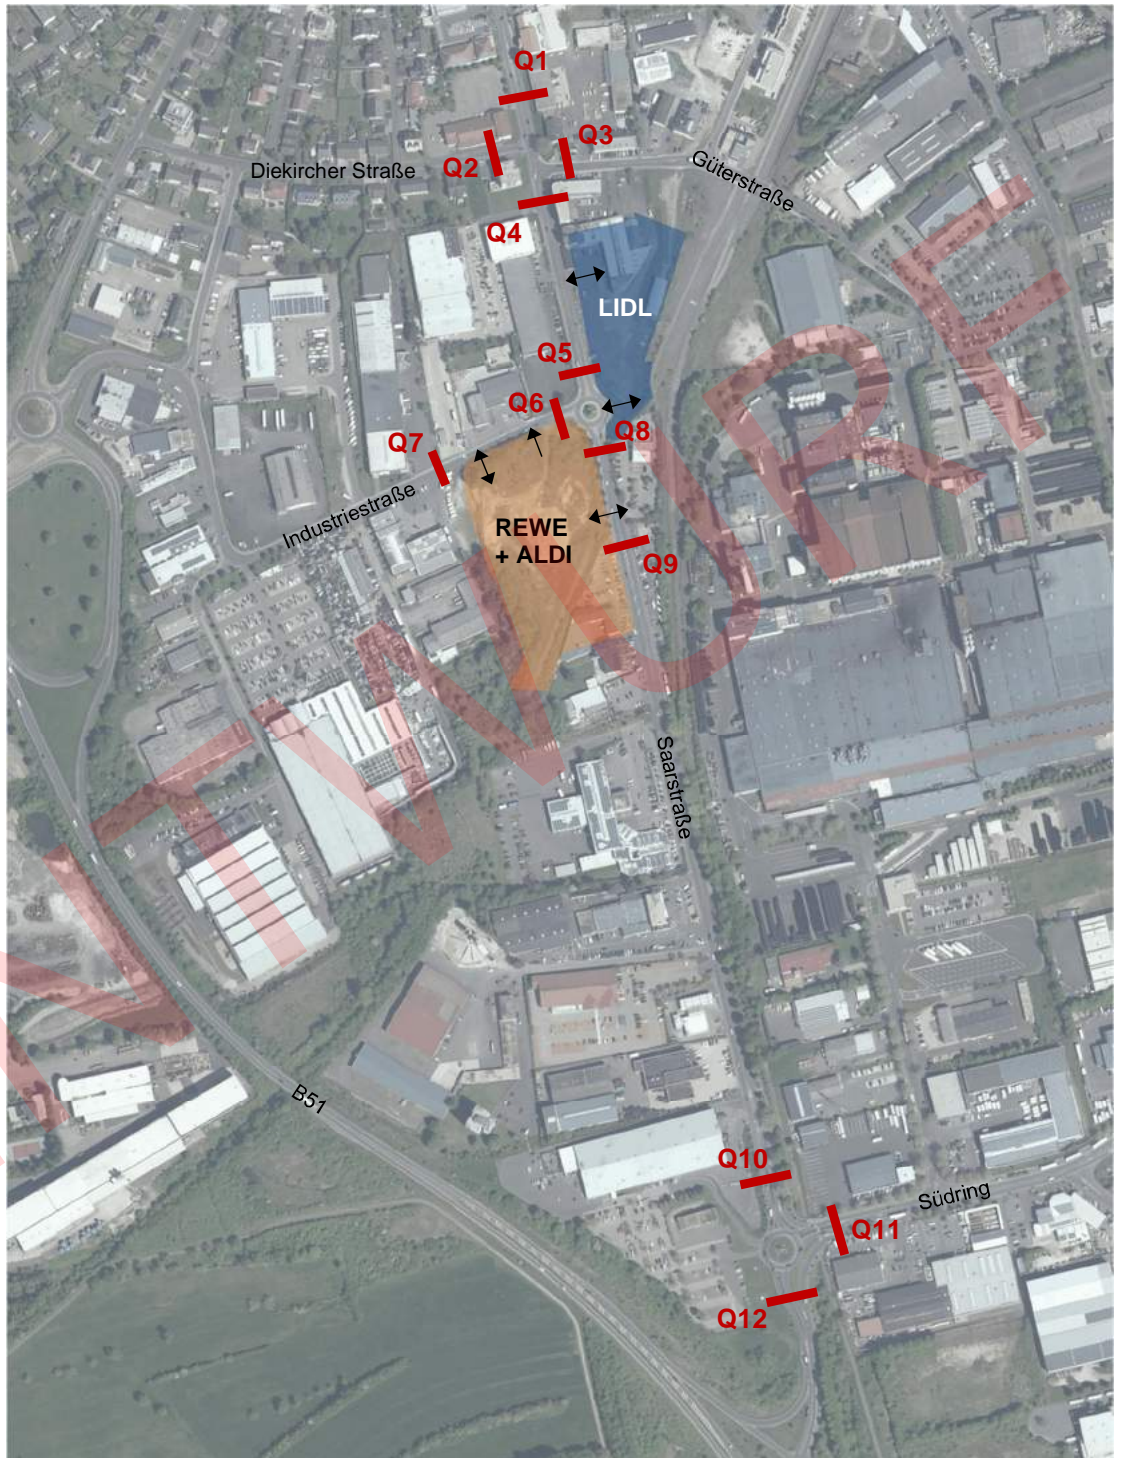 Q1
Q3
Q2
Diekircher Straße
Güterstraße
Q4
LIDL
Q5
Q6
Q8
Q7
Industriestraße
REWE
+ ALDI
Q9
Saarstraße
B51
Q10
Südring
Q11
Q12
NTWURF